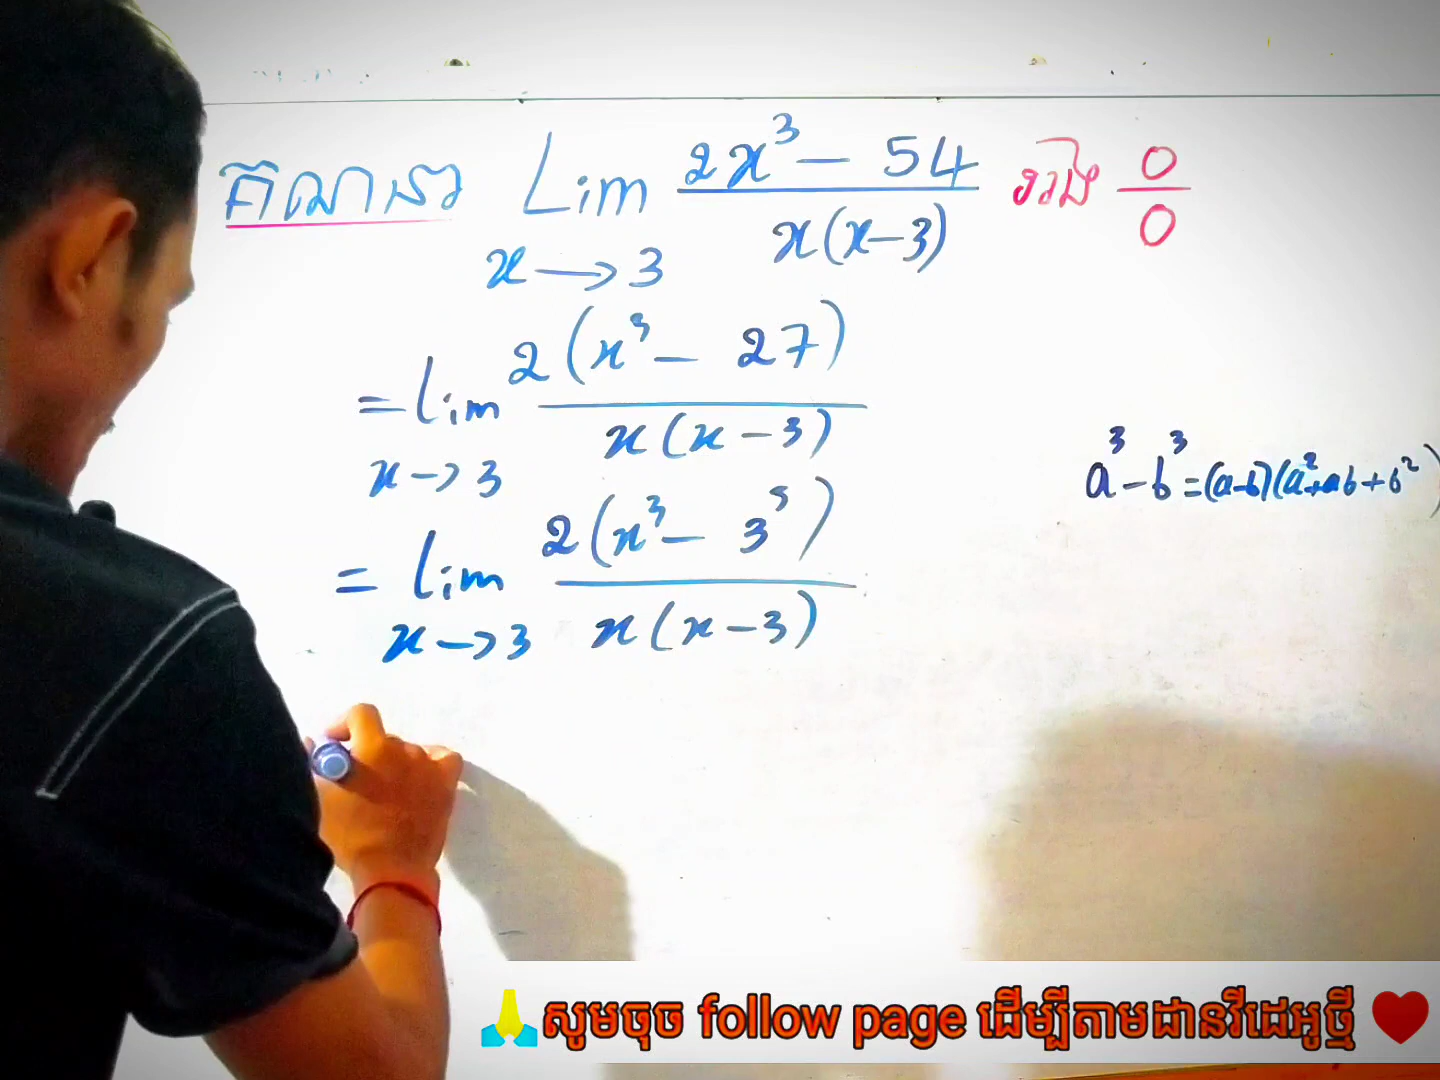 គណនា Lim 2x³ - 54 / x(x-3) រាង 0/0
x → 3
= lim 2(x³ - 27) / x(x-3)
x → 3
a³ - b³ = (a-b)(a²+ab+b²)
= lim 2(x³ - 3³) / x(x-3)
x → 3
🙏សូមចុច follow page ដើម្បីតាមដានវីដេអូថ្មី ❤️